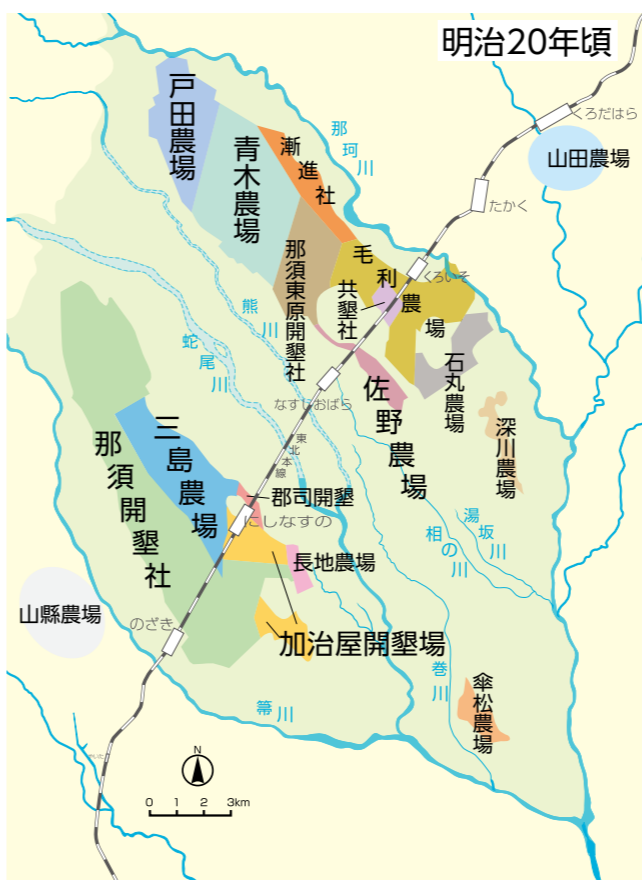 明治20年頃
くろだはら
山田農場
戸田農場
青木農場
漸進社
那珂川
たかく
那須東原開墾社
毛利農場
共墾社
くろいそ
熊川
蛇尾川
石丸農場
なすしおばら
佐野農場
深川農場
東北本線
三島農場
那須開墾社
郡司開墾
にしなすの
湯坂川
相の川
長地農場
山縣農場
のざき
加治屋開墾場
巻川
傘松農場
箒川
N
0 1 2 3km